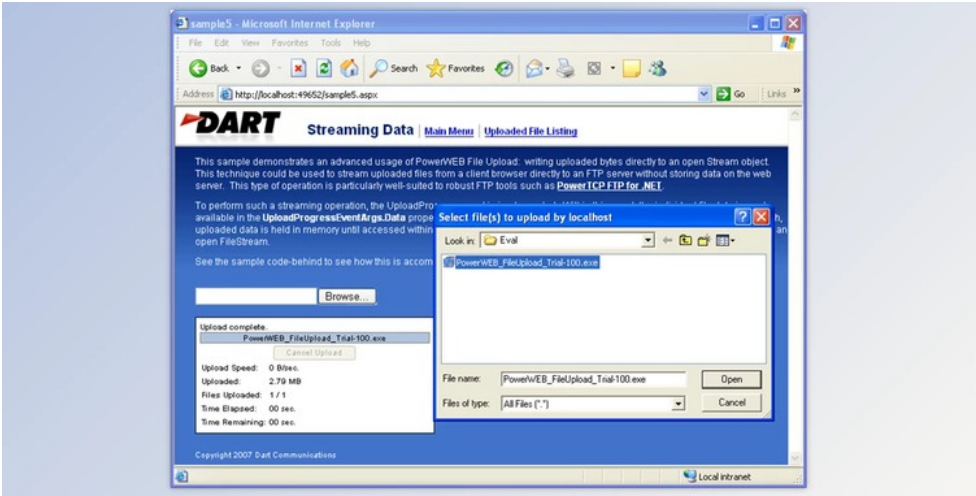 sample5 - Microsoft Internet Explorer
File Edit View Favorites Tools Help
Back Search Favorites
Address http://localhost:49652/sample5.aspx Go Links »
DART Streaming Data Main Menu Uploaded File Listing
This sample demonstrates an advanced usage of PowerWEB File Upload: writing uploaded bytes directly to an open Stream object.
This technique could be used to stream uploaded files from a client browser directly to an FTP server without storing data on the web
server. This type of operation is particularly well-suited to robust FTP tools such as PowerTCP FTP for .NET.
To perform such a streaming operation, the UploadPro
available in the UploadProgressEventArgs.Data prope
uploaded data is held in memory until accessed within an
open FileStream.
See the sample code-behind to see how this is accom
Browse...
Upload complete.
PowerWEB_FileUpload_Trial-100.exe
Cancel Upload
Upload Speed: 0 B/sec.
Uploaded: 2.79 MB
Files Uploaded: 1 / 1
Time Elapsed: 00 sec.
Time Remaining: 00 sec.
Copyright 2007 Dart Communications
Select file(s) to upload by localhost
Look in: Eval
PowerWEB_FileUpload_Trial-100.exe
File name: PowerWEB_FileUpload_Trial-100.exe Open
Files of type: All Files (*.*) Cancel
Local intranet